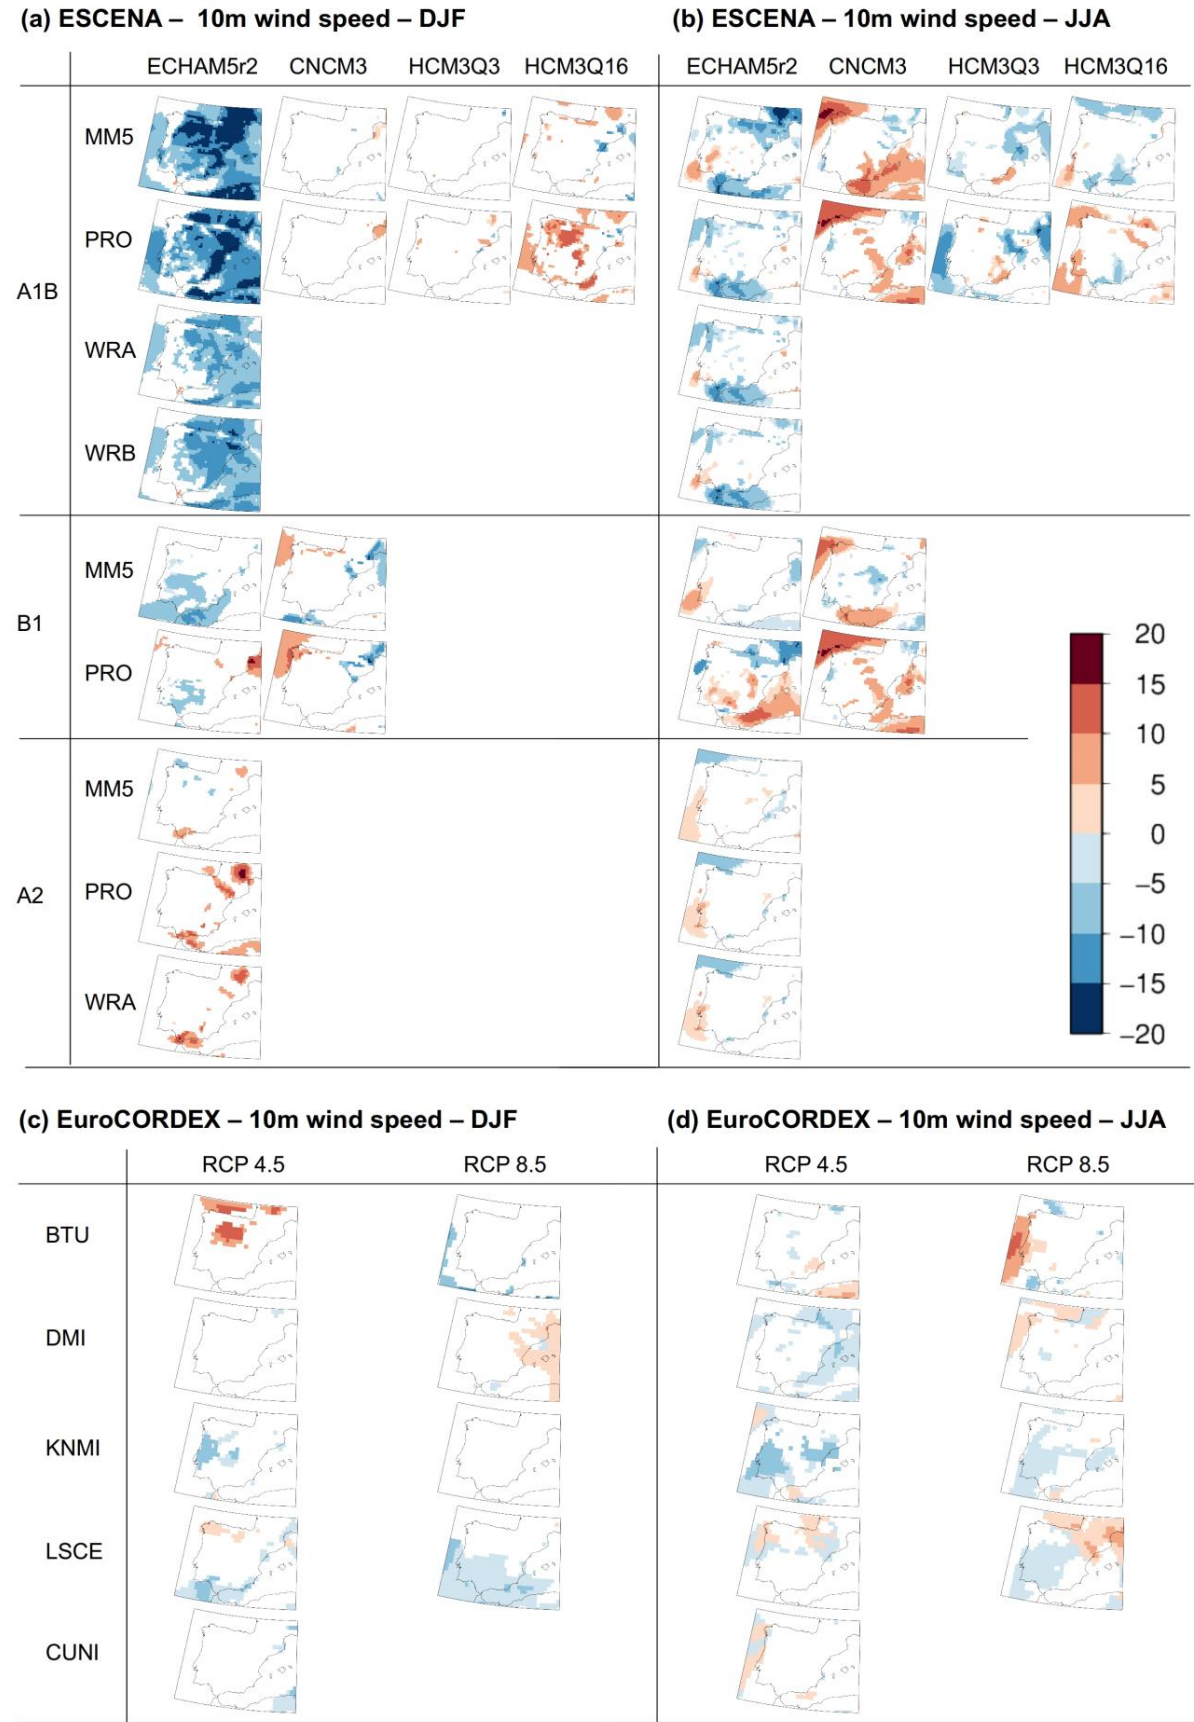 (a) ESCENA – 10m wind speed – DJF
(b) ESCENA – 10m wind speed – JJA
ECHAM5r2 CNCM3 HCM3Q3 HCM3Q16
ECHAM5r2 CNCM3 HCM3Q3 HCM3Q16
A1B
MM5
PRO
WRA
WRB
B1
MM5
PRO
A2
MM5
PRO
WRA
20
15
10
5
0
−5
−10
−15
−20
(c) EuroCORDEX – 10m wind speed – DJF
(d) EuroCORDEX – 10m wind speed – JJA
RCP 4.5 RCP 8.5
RCP 4.5 RCP 8.5
BTU
DMI
KNMI
LSCE
CUNI